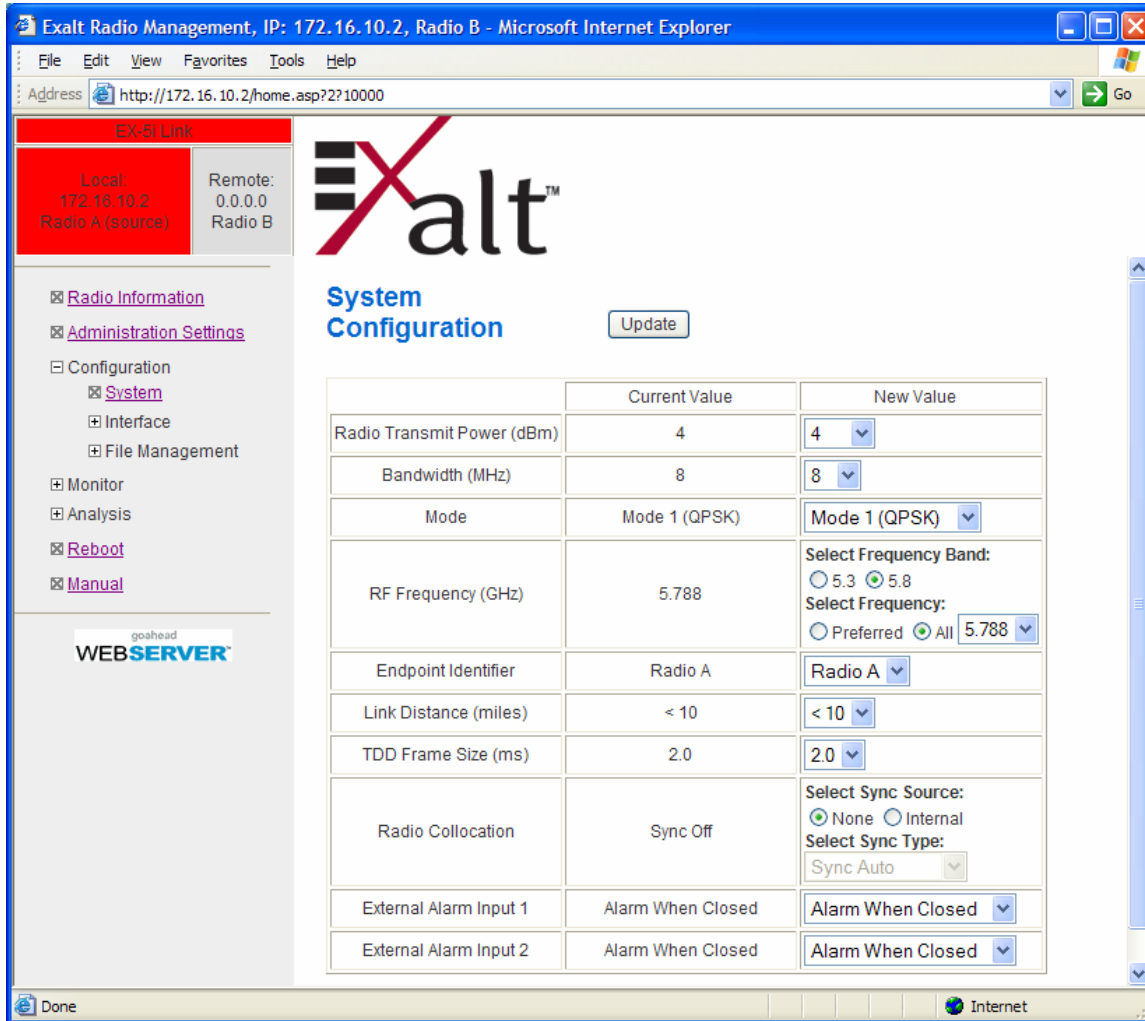 Exalt Radio Management, IP: 172.16.10.2, Radio B - Microsoft Internet Explorer
File Edit View Favorites Tools Help
Address http://172.16.10.2/home.asp?2?10000 Go
EX-5i Link
Local:
172.16.10.2
Radio A (source)
Remote:
0.0.0.0
Radio B
Exalt™
Radio Information
Administration Settings
Configuration
System
Interface
File Management
Monitor
Analysis
Reboot
Manual
goahead
WEBSERVER
System
Configuration
Update
Current Value New Value
Radio Transmit Power (dBm) 4 4
Bandwidth (MHz) 8 8
Mode Mode 1 (QPSK) Mode 1 (QPSK)
RF Frequency (GHz) 5.788
Select Frequency Band:
5.3 5.8
Select Frequency:
Preferred All 5.788
Endpoint Identifier Radio A Radio A
Link Distance (miles) < 10 < 10
TDD Frame Size (ms) 2.0 2.0
Radio Collocation Sync Off
Select Sync Source:
None Internal
Select Sync Type:
Sync Auto
External Alarm Input 1 Alarm When Closed Alarm When Closed
External Alarm Input 2 Alarm When Closed Alarm When Closed
Done Internet